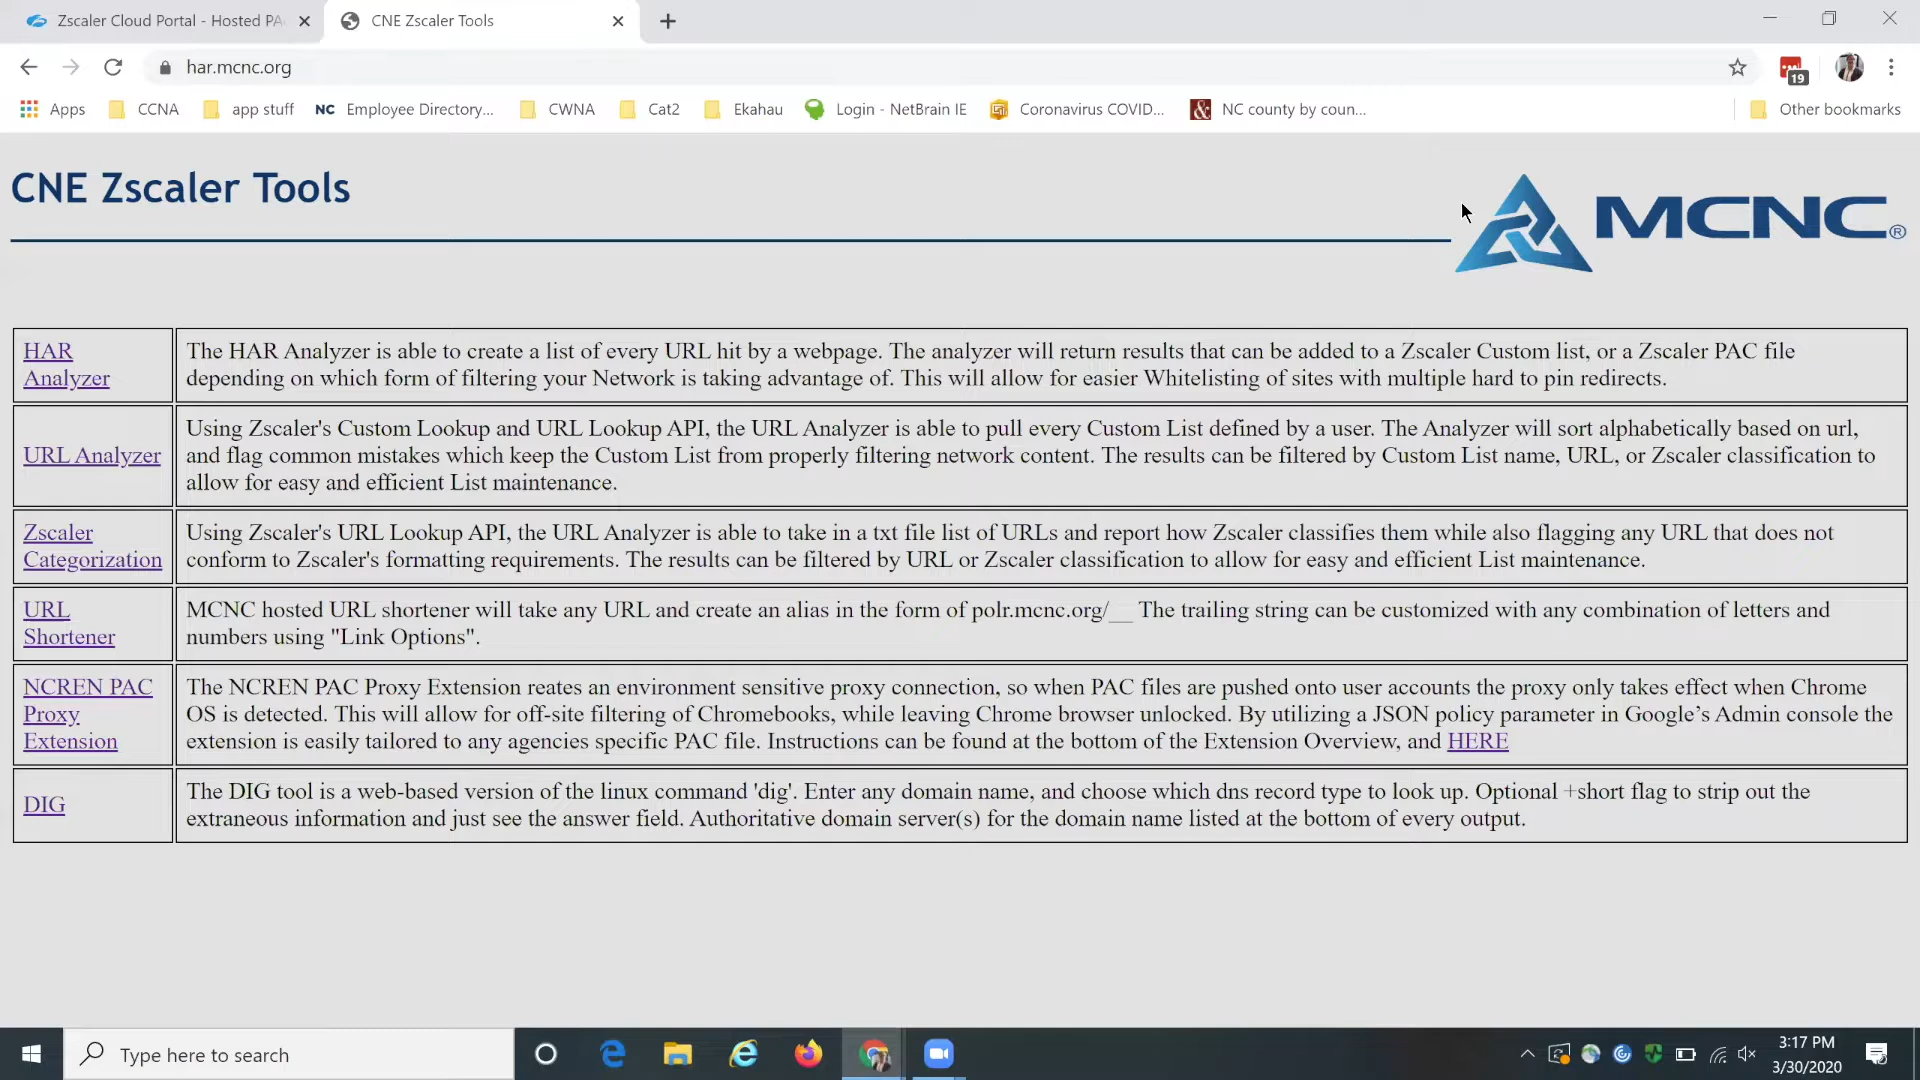 Zscaler Cloud Portal - Hosted PA
CNE Zscaler Tools
har.mcnc.org
19
Apps
CCNA
app stuff
NC Employee Directory...
CWNA
Cat2
Ekahau
Login - NetBrain IE
Coronavirus COVID...
& NC county by coun...
Other bookmarks
CNE Zscaler Tools
MCNC®
HAR
Analyzer
The HAR Analyzer is able to create a list of every URL hit by a webpage. The analyzer will return results that can be added to a Zscaler Custom list, or a Zscaler PAC file
depending on which form of filtering your Network is taking advantage of. This will allow for easier Whitelisting of sites with multiple hard to pin redirects.
URL Analyzer
Using Zscaler's Custom Lookup and URL Lookup API, the URL Analyzer is able to pull every Custom List defined by a user. The Analyzer will sort alphabetically based on url,
and flag common mistakes which keep the Custom List from properly filtering network content. The results can be filtered by Custom List name, URL, or Zscaler classification to
allow for easy and efficient List maintenance.
Zscaler
Categorization
Using Zscaler's URL Lookup API, the URL Analyzer is able to take in a txt file list of URLs and report how Zscaler classifies them while also flagging any URL that does not
conform to Zscaler's formatting requirements. The results can be filtered by URL or Zscaler classification to allow for easy and efficient List maintenance.
URL
Shortener
MCNC hosted URL shortener will take any URL and create an alias in the form of polr.mcnc.org/__ The trailing string can be customized with any combination of letters and
numbers using "Link Options".
NCREN PAC
Proxy
Extension
The NCREN PAC Proxy Extension reates an environment sensitive proxy connection, so when PAC files are pushed onto user accounts the proxy only takes effect when Chrome
OS is detected. This will allow for off-site filtering of Chromebooks, while leaving Chrome browser unlocked. By utilizing a JSON policy parameter in Google’s Admin console the
extension is easily tailored to any agencies specific PAC file. Instructions can be found at the bottom of the Extension Overview, and HERE
DIG
The DIG tool is a web-based version of the linux command 'dig'. Enter any domain name, and choose which dns record type to look up. Optional +short flag to strip out the
extraneous information and just see the answer field. Authoritative domain server(s) for the domain name listed at the bottom of every output.
Type here to search
3:17 PM
3/30/2020